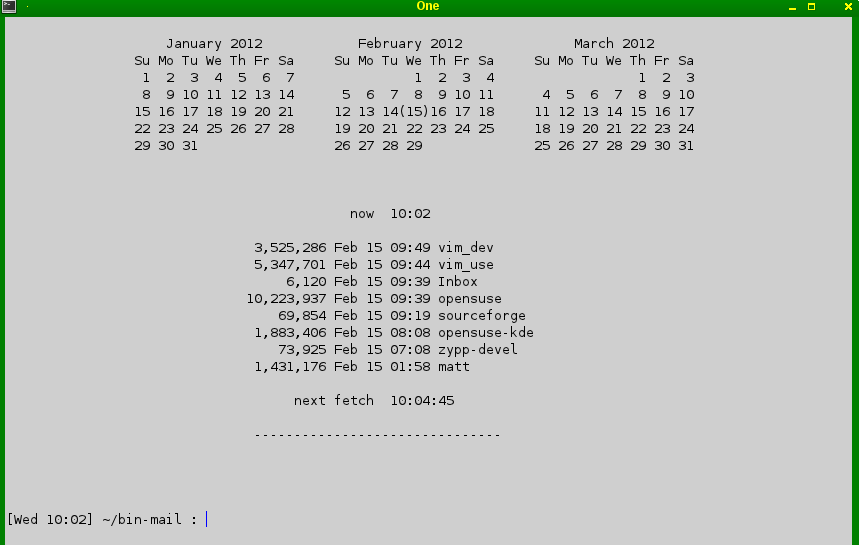 One
January 2012 February 2012 March 2012
Su Mo Tu We Th Fr Sa Su Mo Tu We Th Fr Sa Su Mo Tu We Th Fr Sa
1 2 3 4 5 6 7 1 2 3 4 1 2 3
8 9 10 11 12 13 14 5 6 7 8 9 10 11 4 5 6 7 8 9 10
15 16 17 18 19 20 21 12 13 14(15)16 17 18 11 12 13 14 15 16 17
22 23 24 25 26 27 28 19 20 21 22 23 24 25 18 19 20 21 22 23 24
29 30 31 26 27 28 29 25 26 27 28 29 30 31
now 10:02
3,525,286 Feb 15 09:49 vim_dev
5,347,701 Feb 15 09:44 vim_use
6,120 Feb 15 09:39 Inbox
10,223,937 Feb 15 09:39 opensuse
69,854 Feb 15 09:19 sourceforge
1,883,406 Feb 15 08:08 opensuse-kde
73,925 Feb 15 07:08 zypp-devel
1,431,176 Feb 15 01:58 matt
next fetch 10:04:45
-------------------------------
[Wed 10:02] ~/bin-mail :